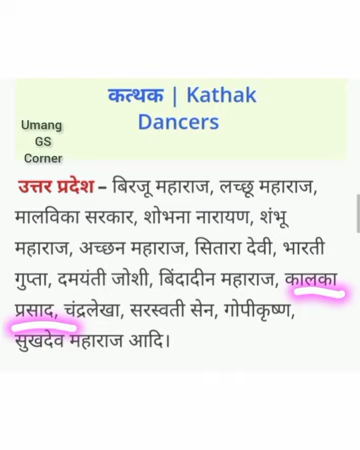 कत्थक | Kathak
Dancers
Umang
GS
Corner
उत्तर प्रदेश – बिरजू महाराज, लच्छू महाराज,
मालविका सरकार, शोभना नारायण, शंभू
महाराज, अच्छन महाराज, सितारा देवी, भारती
गुप्ता, दमयंती जोशी, बिंदादीन महाराज, कालका
प्रसाद, चंद्रलेखा, सरस्वती सेन, गोपीकृष्ण,
सुखदेव महाराज आदि।